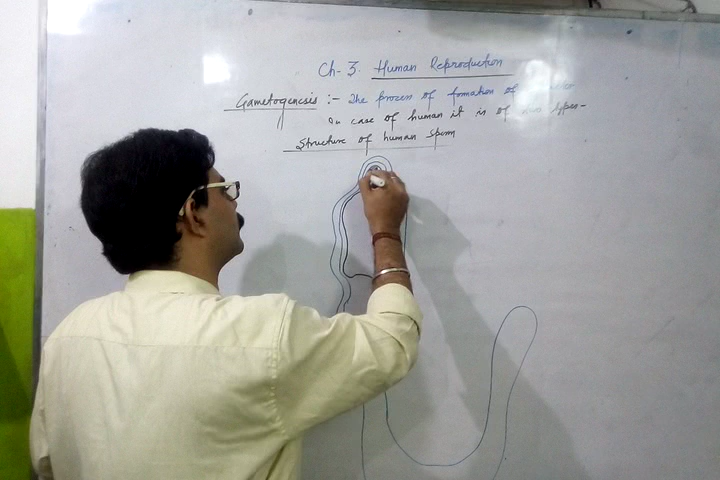 Ch- 3. Human Reproduction
Gametogenesis :- The process of formation of
In case of human it is of types-
Structure of human sperm